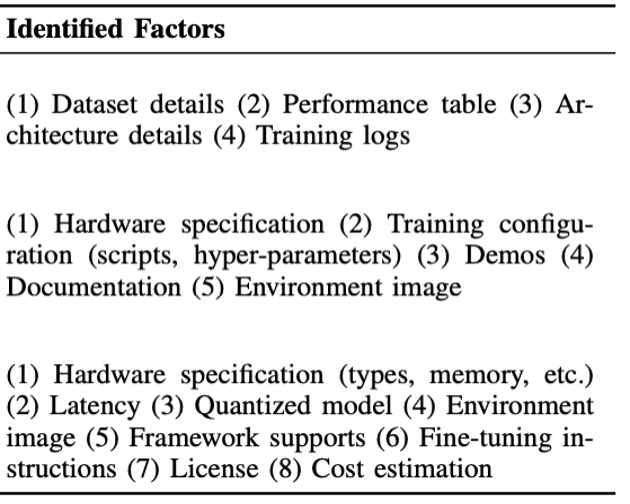 Identified Factors
(1) Dataset details (2) Performance table (3) Ar-
chitecture details (4) Training logs
(1) Hardware specification (2) Training configu-
ration (scripts, hyper-parameters) (3) Demos (4)
Documentation (5) Environment image
(1) Hardware specification (types, memory, etc.)
(2) Latency (3) Quantized model (4) Environment
image (5) Framework supports (6) Fine-tuning in-
structions (7) License (8) Cost estimation